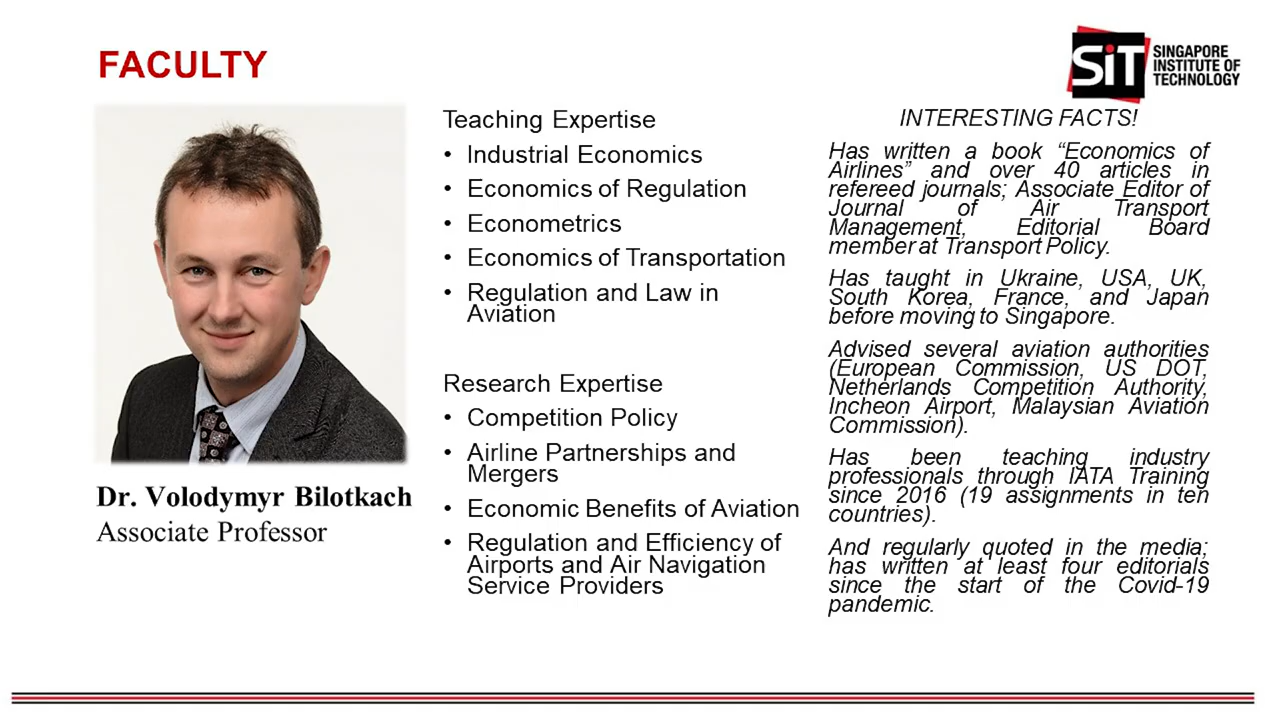 FACULTY
SiT
SINGAPORE
INSTITUTE OF
TECHNOLOGY
Dr. Volodymyr Bilotkach
Associate Professor
Teaching Expertise
• Industrial Economics
• Economics of Regulation
• Econometrics
• Economics of Transportation
• Regulation and Law in
Aviation
Research Expertise
• Competition Policy
• Airline Partnerships and
Mergers
• Economic Benefits of Aviation
• Regulation and Efficiency of
Airports and Air Navigation
Service Providers
INTERESTING FACTS!
Has written a book “Economics of
Airlines” and over 40 articles in
refereed journals; Associate Editor of
Journal of Air Transport
Management, Editorial Board
member at Transport Policy.
Has taught in Ukraine, USA, UK,
South Korea, France, and Japan
before moving to Singapore.
Advised several aviation authorities
(European Commission, US DOT,
Netherlands Competition Authority,
Incheon Airport, Malaysian Aviation
Commission).
Has been teaching industry
professionals through IATA Training
since 2016 (19 assignments in ten
countries).
And regularly quoted in the media;
has written at least four editorials
since the start of the Covid-19
pandemic.